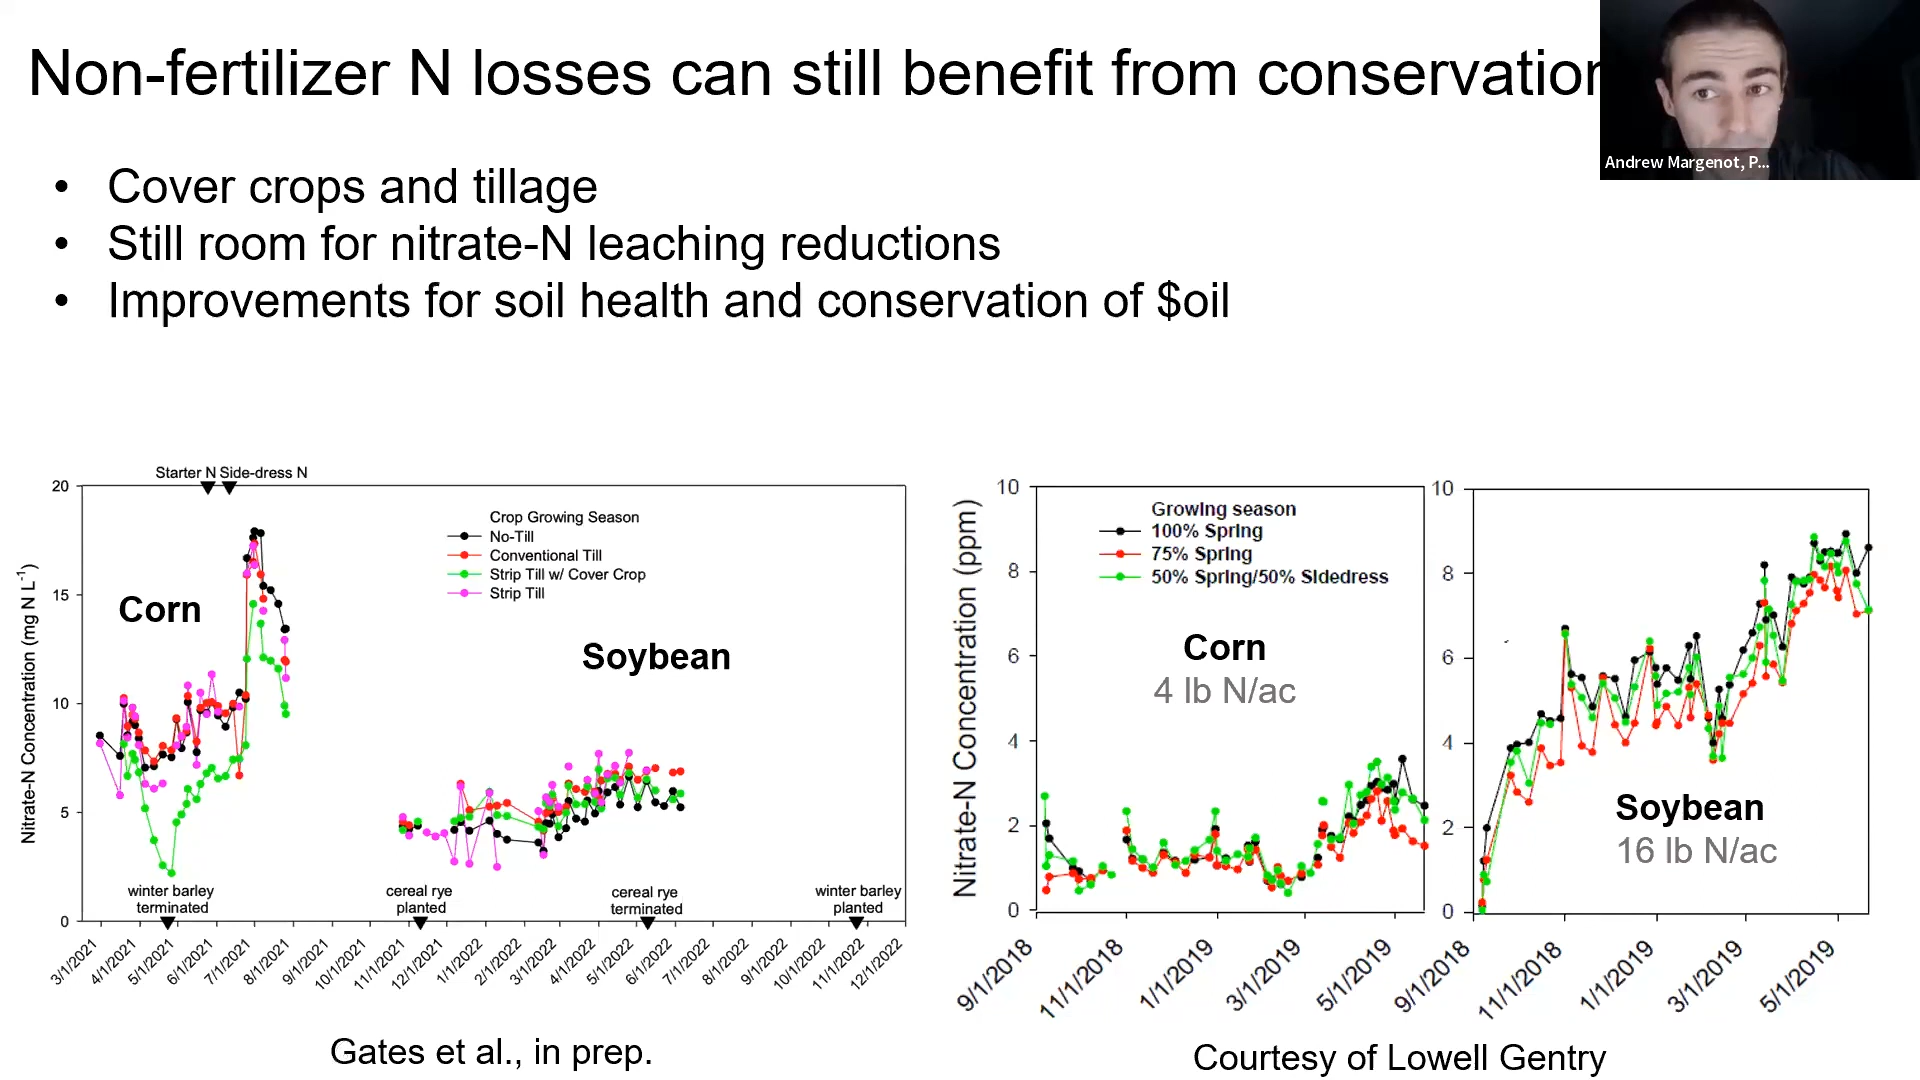 Non-fertilizer N losses can still benefit from conservation
Andrew Margenot, P...
• Cover crops and tillage
• Still room for nitrate-N leaching reductions
• Improvements for soil health and conservation of $oil
Starter N Side-dress N
Nitrate-N Concentration (mg N L-1)
20
15
10
5
0
Crop Growing Season
No-Till
Conventional Till
Strip Till w/ Cover Crop
Strip Till
Corn
Soybean
winter barley
terminated
cereal rye
planted
cereal rye
terminated
winter barley
planted
3/1/2021
4/1/2021
5/1/2021
6/1/2021
7/1/2021
8/1/2021
9/1/2021
10/1/2021
11/1/2021
12/1/2021
1/1/2022
2/1/2022
3/1/2022
4/1/2022
5/1/2022
6/1/2022
7/1/2022
8/1/2022
9/1/2022
10/1/2022
11/1/2022
12/1/2022
Gates et al., in prep.
Nitrate-N Concentration (ppm)
10
8
6
4
2
0
Growing season
100% Spring
75% Spring
50% Spring/50% Sidedress
Corn
4 lb N/ac
9/1/2018
11/1/2018
1/1/2019
3/1/2019
5/1/2019
10
8
6
4
2
0
Soybean
16 lb N/ac
9/1/2018
11/1/2018
1/1/2019
3/1/2019
5/1/2019
Courtesy of Lowell Gentry